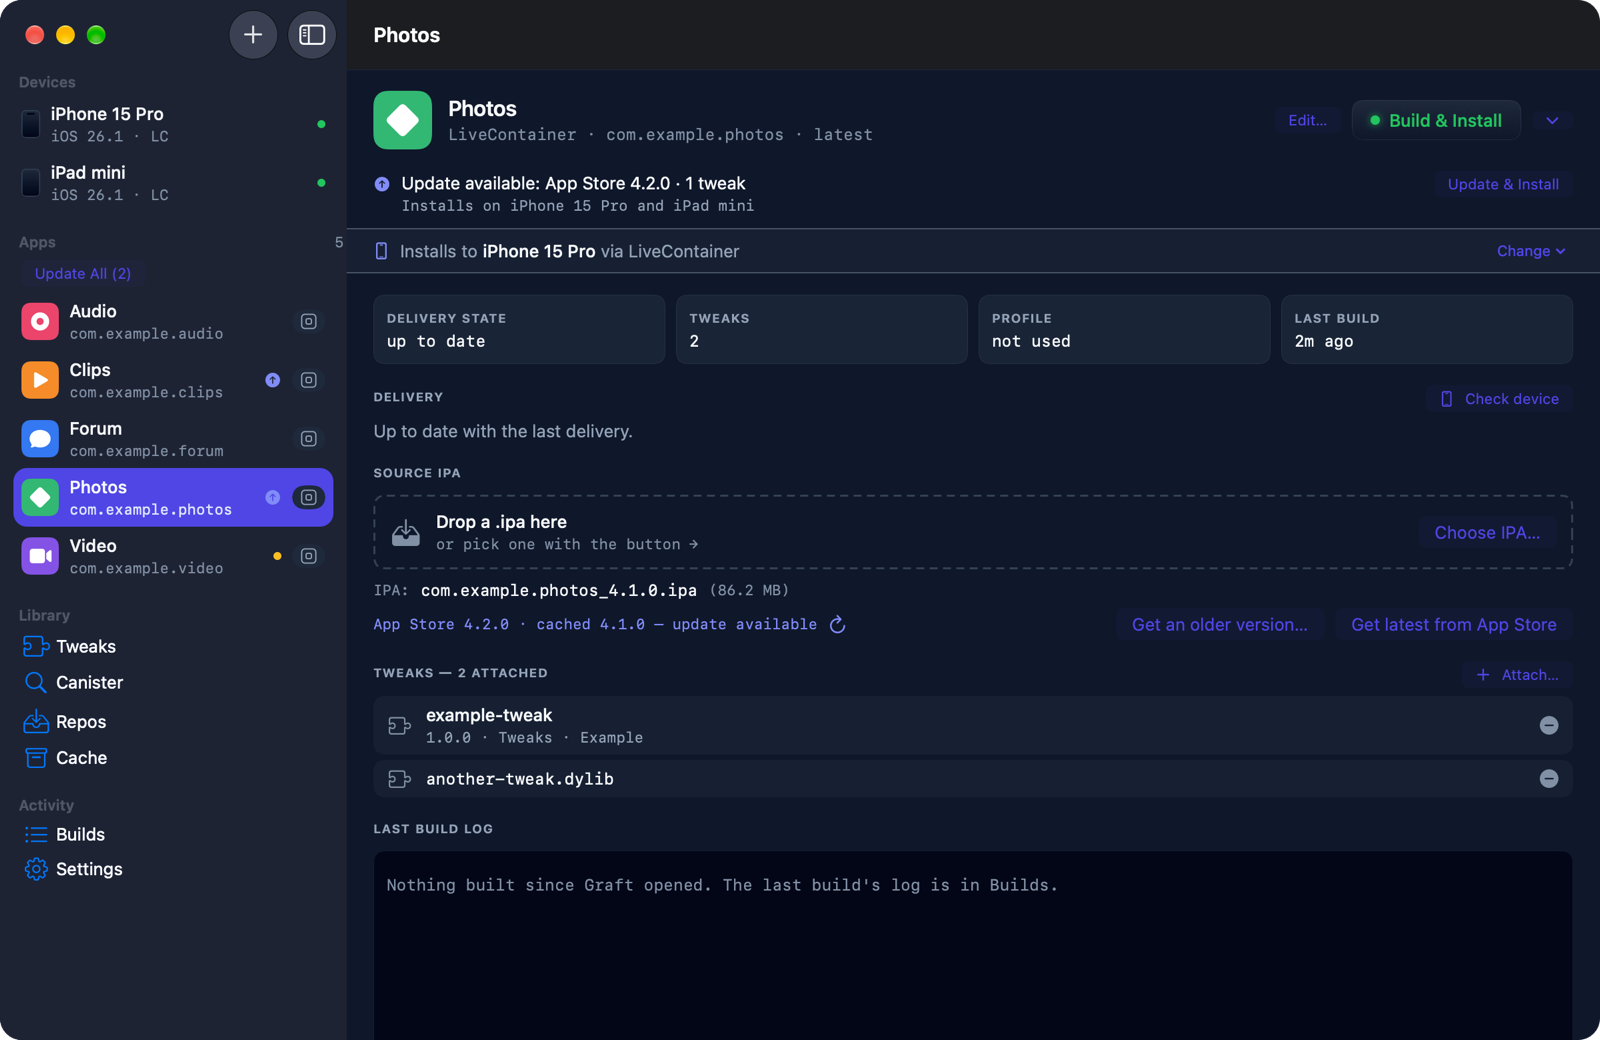 Photos
Devices
iPhone 15 Pro
iOS 26.1 · LC
iPad mini
iOS 26.1 · LC
Apps 5
Update All (2)
Audio
com.example.audio
Clips
com.example.clips
Forum
com.example.forum
Photos
com.example.photos
Video
com.example.video
Library
Tweaks
Canister
Repos
Cache
Activity
Builds
Settings
Photos
LiveContainer · com.example.photos · latest
Edit...
Build & Install
Update available: App Store 4.2.0 · 1 tweak
Installs on iPhone 15 Pro and iPad mini
Update & Install
Installs to iPhone 15 Pro via LiveContainer
Change
DELIVERY STATE
up to date
TWEAKS
2
PROFILE
not used
LAST BUILD
2m ago
DELIVERY
Check device
Up to date with the last delivery.
SOURCE IPA
Drop a .ipa here
or pick one with the button →
Choose IPA...
IPA: com.example.photos_4.1.0.ipa (86.2 MB)
App Store 4.2.0 · cached 4.1.0 — update available
Get an older version...
Get latest from App Store
TWEAKS — 2 ATTACHED
+ Attach...
example-tweak
1.0.0 · Tweaks · Example
another-tweak.dylib
LAST BUILD LOG
Nothing built since Graft opened. The last build's log is in Builds.